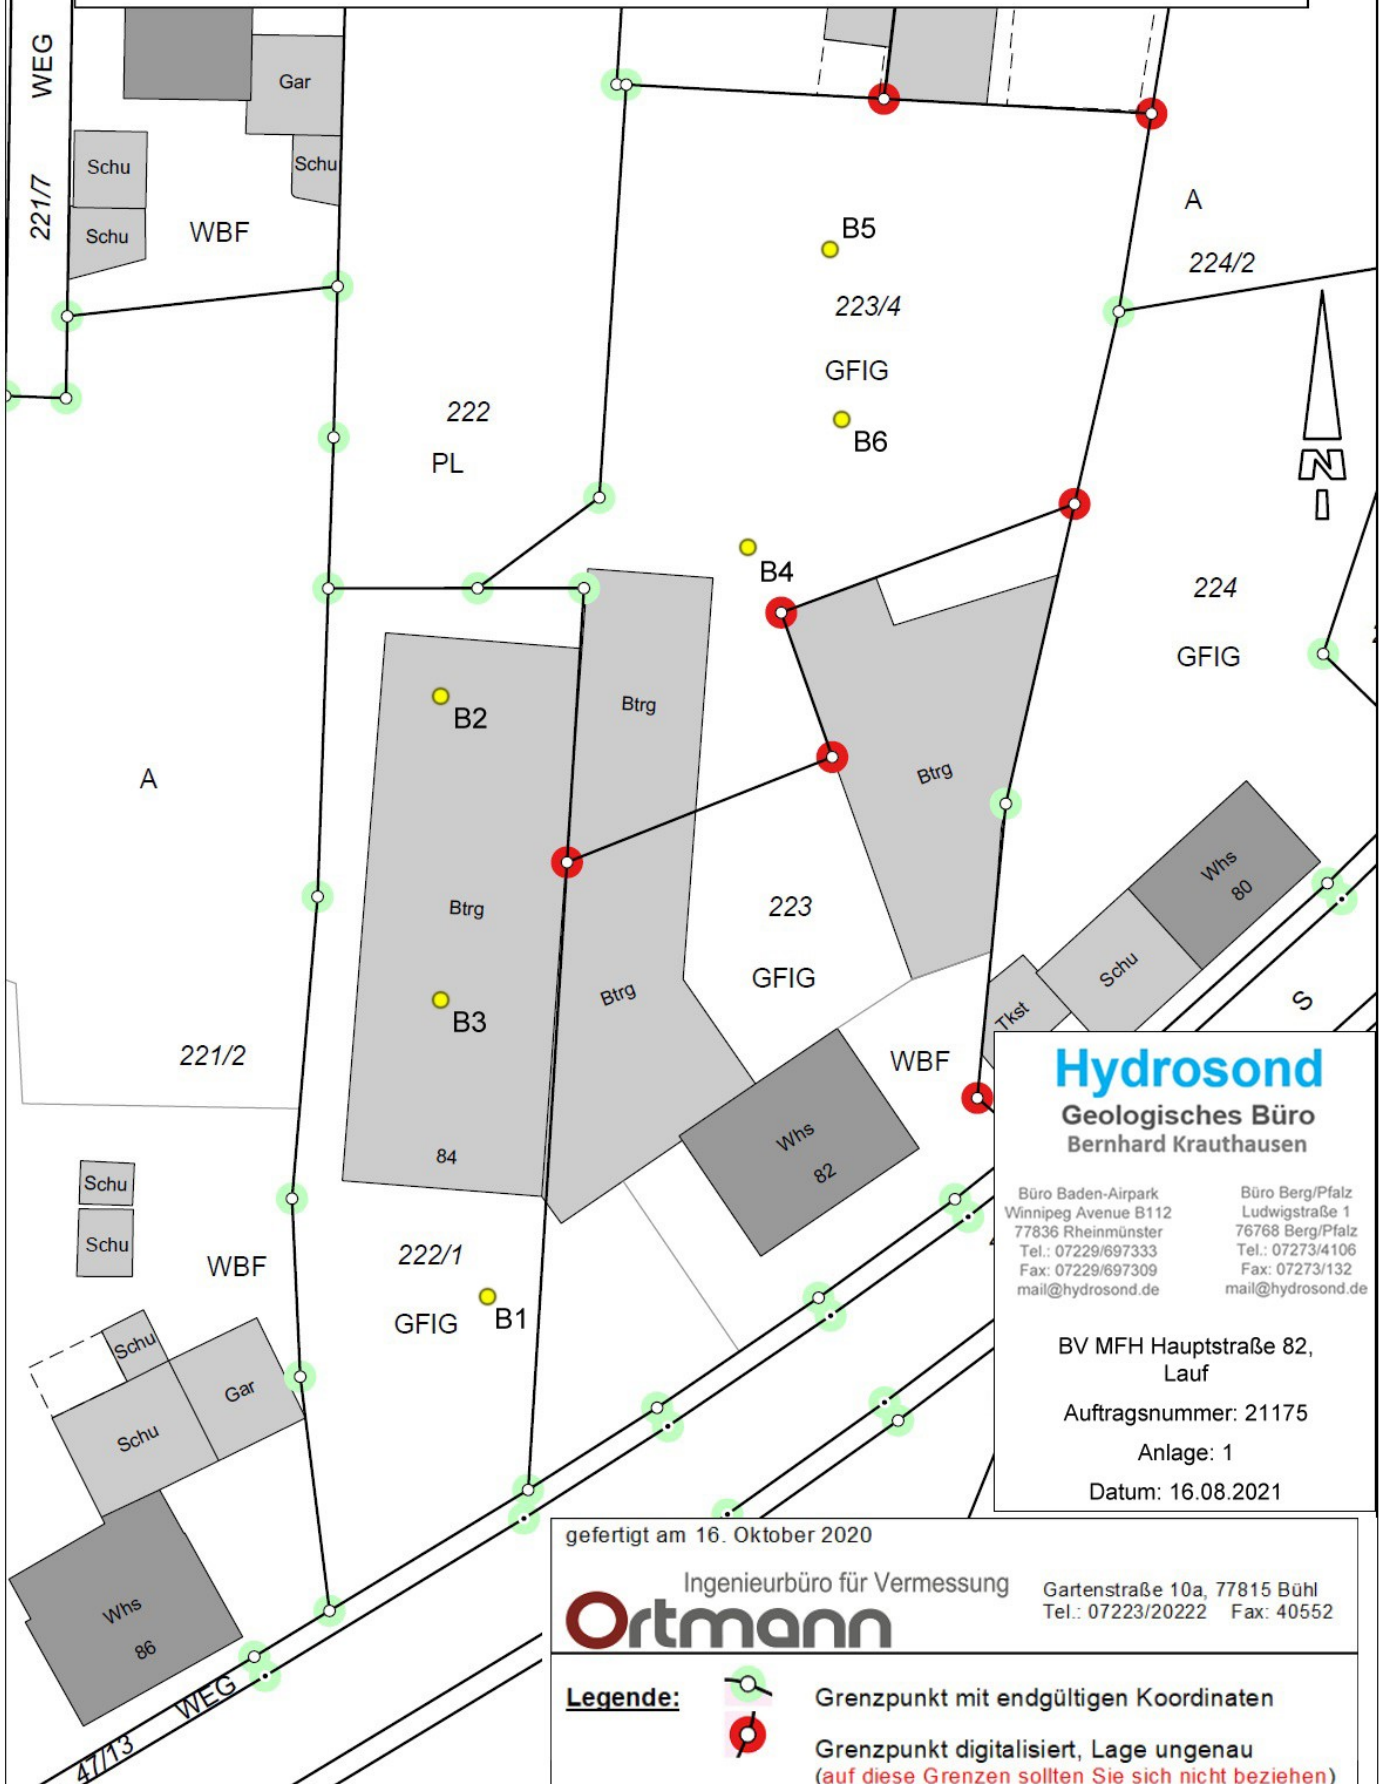 WEG
221/7
Gar
Schu
Schu
Schu
WBF
B5
A
224/2
223/4
GFIG
B6
222
PL
N
B4
224
GFIG
B2
Btrg
Btrg
A
Whs
80
Btrg
223
GFIG
Schu
B3
Btrg
S
Tkst
221/2
WBF
Whs
82
84
Schu
Schu
WBF
222/1
GFIG
B1
Schu
Gar
Schu
Whs
86
WEG
47/13
Hydrosond
Geologisches Büro
Bernhard Krauthausen
Büro Baden-Airpark
Winnipeg Avenue B112
77836 Rheinmünster
Tel.: 07229/697333
Fax: 07229/697309
mail@hydrosond.de
Büro Berg/Pfalz
Ludwigstraße 1
76768 Berg/Pfalz
Tel.: 07273/4106
Fax: 07273/132
mail@hydrosond.de
BV MFH Hauptstraße 82,
Lauf
Auftragsnummer: 21175
Anlage: 1
Datum: 16.08.2021
gefertigt am 16. Oktober 2020
Ingenieurbüro für Vermessung
Ortmann
Gartenstraße 10a, 77815 Bühl
Tel.: 07223/20222 Fax: 40552
Legende:
Grenzpunkt mit endgültigen Koordinaten
Grenzpunkt digitalisiert, Lage ungenau
(auf diese Grenzen sollten Sie sich nicht beziehen)